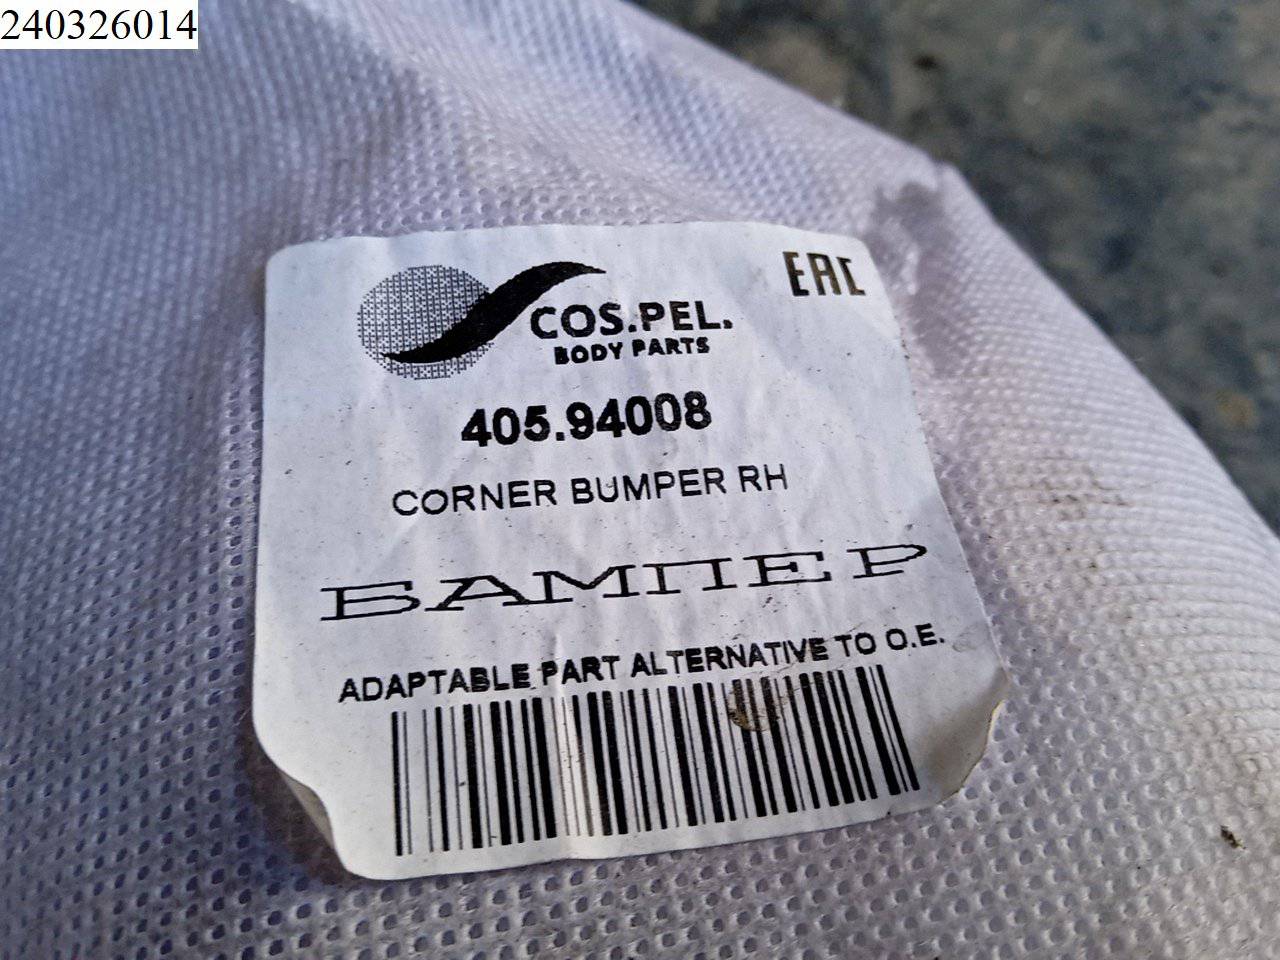 240326014
EAC
COS.PEL.
BODY PARTS
405.94008
CORNER BUMPER RH
БАМПЕР
ADAPTABLE PART ALTERNATIVE TO O.E.